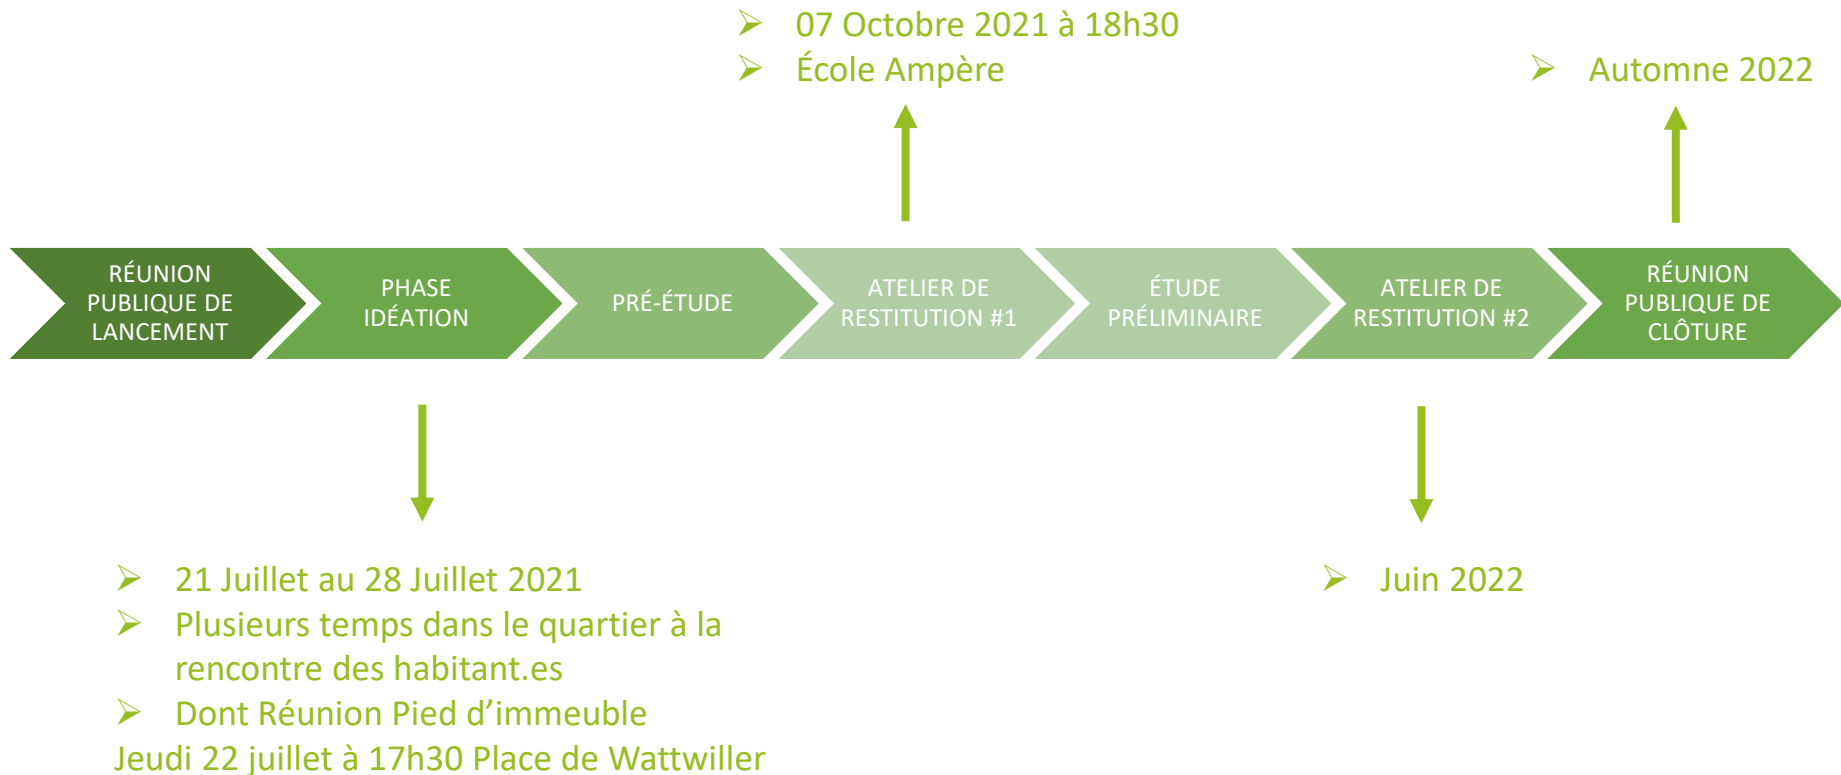 ➢ 07 Octobre 2021 à 18h30
➢ École Ampère
➢ Automne 2022
RÉUNION
PUBLIQUE DE
LANCEMENT
PHASE
IDÉATION
PRÉ-ÉTUDE
ATELIER DE
RESTITUTION #1
ÉTUDE
PRÉLIMINAIRE
ATELIER DE
RESTITUTION #2
RÉUNION
PUBLIQUE DE
CLÔTURE
➢ 21 Juillet au 28 Juillet 2021
➢ Plusieurs temps dans le quartier à la
rencontre des habitant.es
➢ Dont Réunion Pied d’immeuble
Jeudi 22 juillet à 17h30 Place de Wattwiller
➢ Juin 2022